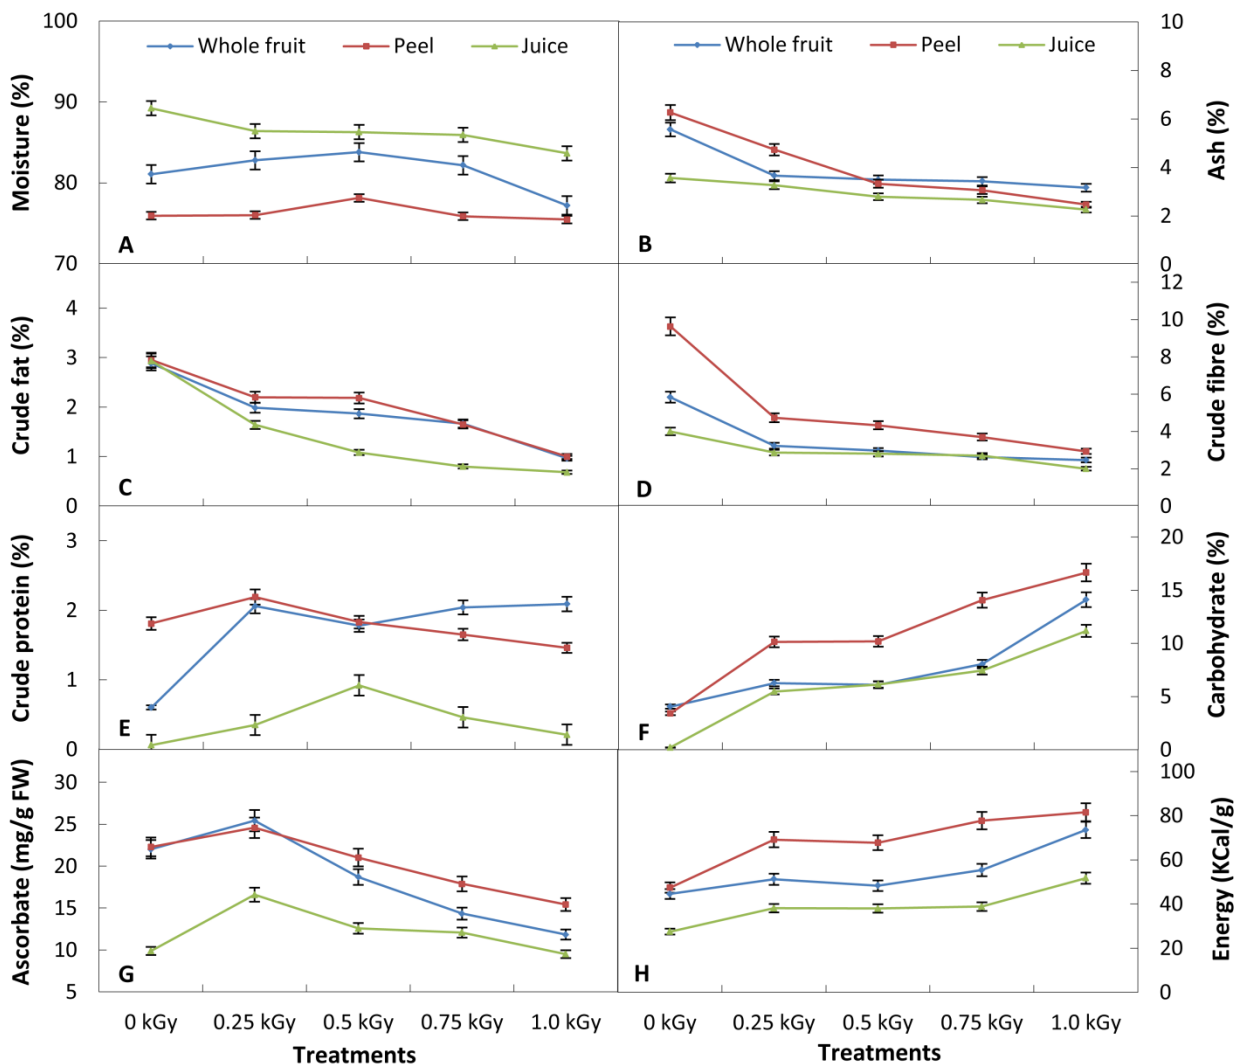 100
90
80
70
Moisture (%)
Whole fruit Peel Juice
A
Whole fruit Peel Juice
B
10
8
6
4
2
0
Ash (%)
4
3
2
1
0
Crude fat (%)
C
D
12
10
8
6
4
2
0
Crude fibre (%)
3
2
1
0
Crude protein (%)
E
F
20
15
10
5
0
Carbohydrate (%)
30
25
20
15
10
5
Ascorbate (mg/g FW)
G
H
100
80
60
40
20
0
Energy (KCal/g)
0 kGy 0.25 kGy 0.5 kGy 0.75 kGy 1.0 kGy
Treatments
0 kGy 0.25 kGy 0.5 kGy 0.75 kGy 1.0 kGy
Treatments